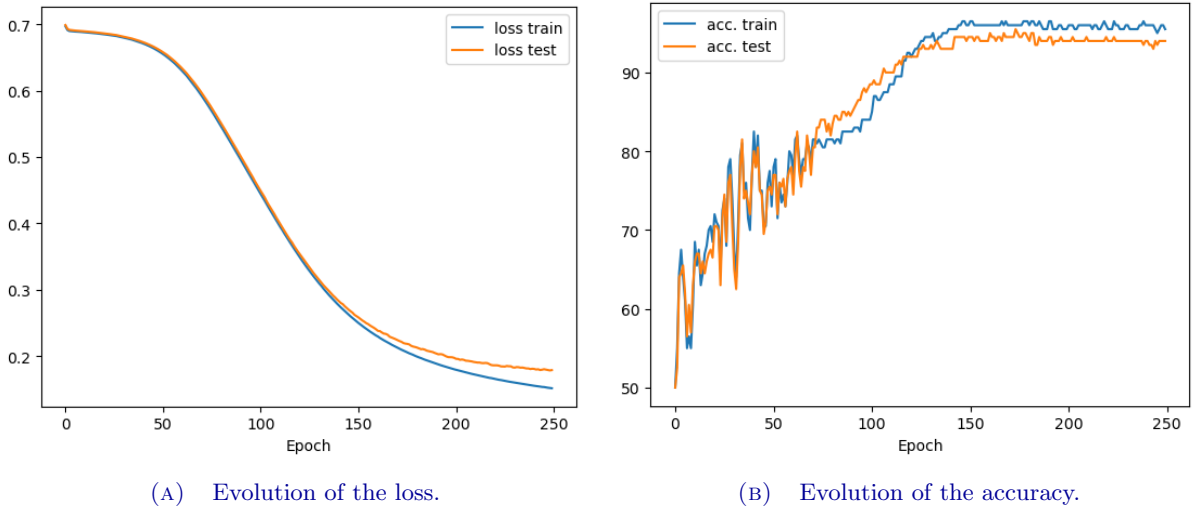 0.7
0.6
0.5
0.4
0.3
0.2
0 50 100 150 200 250
Epoch
loss train
loss test
(A) Evolution of the loss.
90
80
70
60
50
0 50 100 150 200 250
Epoch
acc. train
acc. test
(B) Evolution of the accuracy.